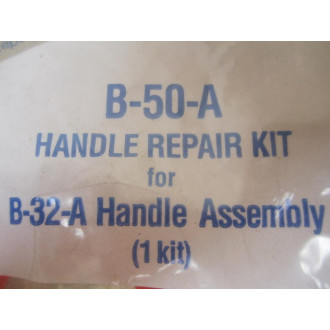 B-50-A
HANDLE REPAIR KIT
for
B-32-A Handle Assembly
(1 kit)